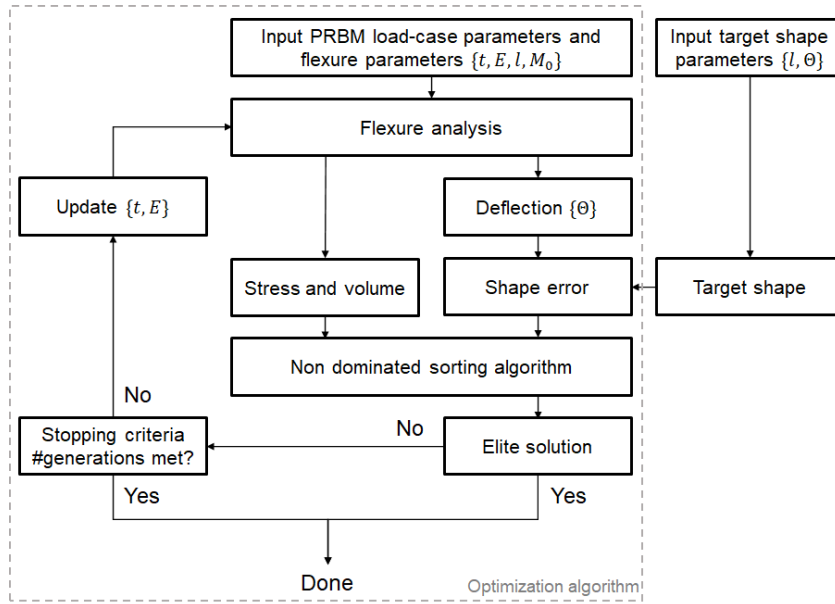 Input PRBM load-case parameters and
flexure parameters {t, E, l, M₀}
Input target shape
parameters {l, Θ}
Flexure analysis
Update {t, E}
Deflection {Θ}
Stress and volume
Shape error
Target shape
Non dominated sorting algorithm
No
No
Stopping criteria
#generations met?
Elite solution
Yes
Yes
Done
Optimization algorithm